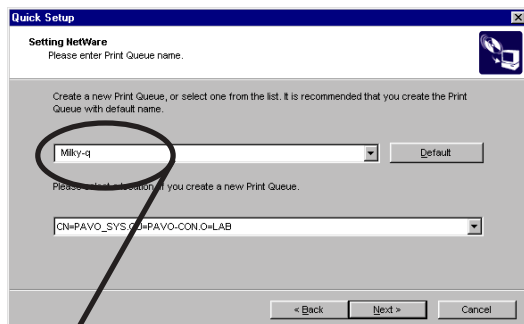 Quick Setup
Setting NetWare
Please enter Print Queue name.
Create a new Print Queue, or select one from the list. It is recommended that you create the Print
Queue with default name.
Milky-q
Default
Please select a location if you create a new Print Queue.
CN=PAVO_SYS.OU=PAVO-CON.O=LAB
< Back
Next >
Cancel